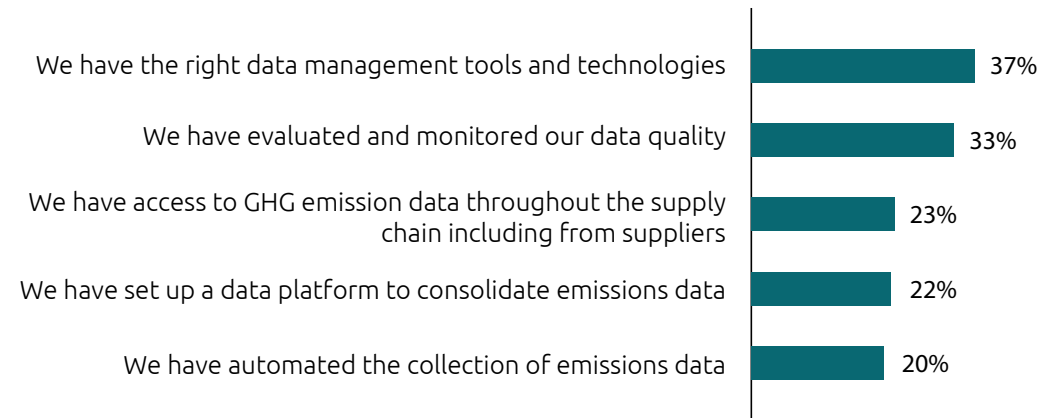 We have the right data management tools and technologies 37%
We have evaluated and monitored our data quality 33%
We have access to GHG emission data throughout the supply
chain including from suppliers 23%
We have set up a data platform to consolidate emissions data 22%
We have automated the collection of emissions data 20%